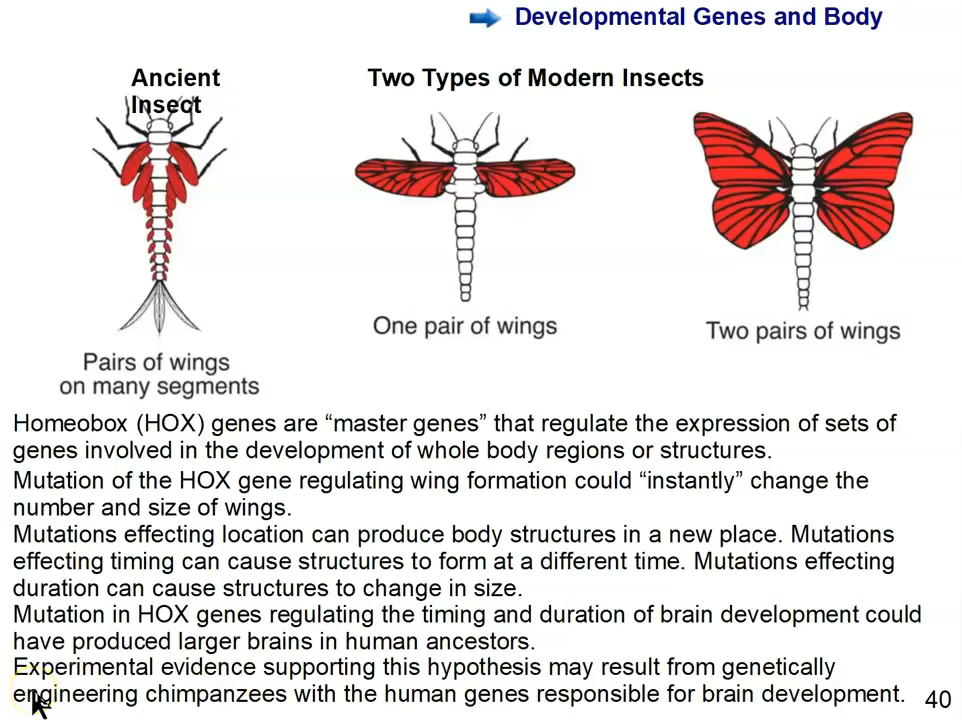 Developmental Genes and Body
Ancient
Insect
Two Types of Modern Insects
One pair of wings
Two pairs of wings
Pairs of wings
on many segments
Homeobox (HOX) genes are “master genes” that regulate the expression of sets of
genes involved in the development of whole body regions or structures.
Mutation of the HOX gene regulating wing formation could “instantly” change the
number and size of wings.
Mutations effecting location can produce body structures in a new place. Mutations
effecting timing can cause structures to form at a different time. Mutations effecting
duration can cause structures to change in size.
Mutation in HOX genes regulating the timing and duration of brain development could
have produced larger brains in human ancestors.
Experimental evidence supporting this hypothesis may result from genetically
engineering chimpanzees with the human genes responsible for brain development.
40